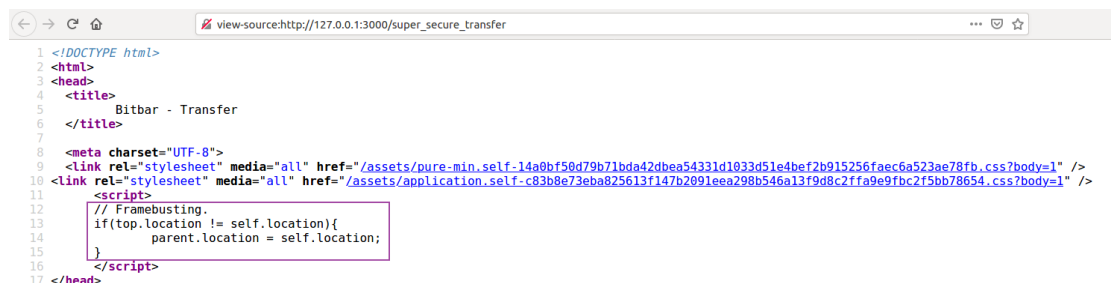 view-source:http://127.0.0.1:3000/super_secure_transfer
1 <!DOCTYPE html>
2 <html>
3 <head>
4 <title>
5 Bitbar - Transfer
6 </title>
7
8 <meta charset="UTF-8">
9 <link rel="stylesheet" media="all" href="/assets/pure-min.self-14a0bf50d79b71bda42dbea54331d1033d51e4bef2b915256faec6a523ae78fb.css?body=1" />
10 <link rel="stylesheet" media="all" href="/assets/application.self-c83b8e73eba825613f147b2091eea298b546a13f9d8c2ffa9e9fbc2f5bb78654.css?body=1" />
11 <script>
12 // Framebusting.
13 if(top.location != self.location){
14 parent.location = self.location;
15 }
16 </script>
17 </head>